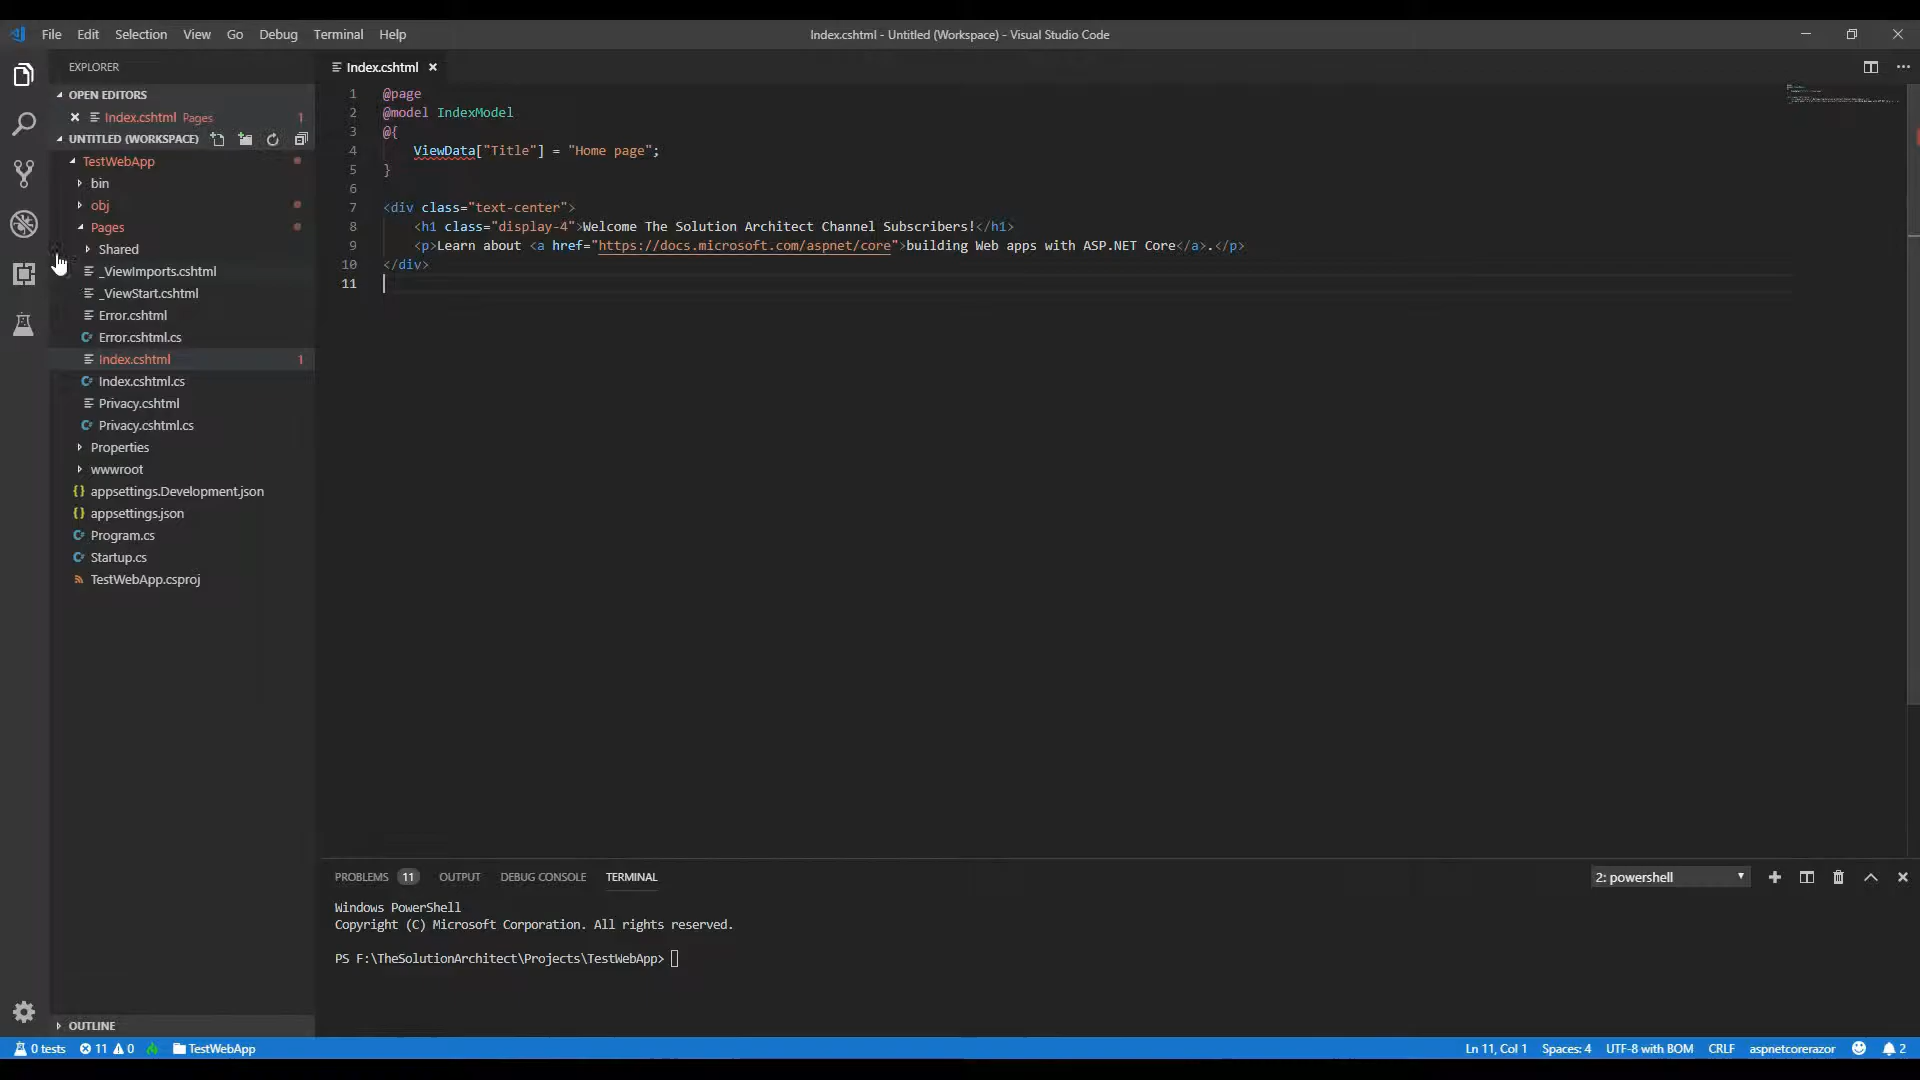 File Edit Selection View Go Debug Terminal Help
Index.cshtml - Untitled (Workspace) - Visual Studio Code
EXPLORER
OPEN EDITORS
Index.cshtml Pages 1
UNTITLED (WORKSPACE)
TestWebApp
bin
obj
Pages
Shared
_ViewImports.cshtml
_ViewStart.cshtml
Error.cshtml
Error.cshtml.cs
Index.cshtml 1
Index.cshtml.cs
Privacy.cshtml
Privacy.cshtml.cs
Properties
wwwroot
appsettings.Development.json
appsettings.json
Program.cs
Startup.cs
TestWebApp.csproj
OUTLINE
Index.cshtml
1 @page
2 @model IndexModel
3 @{
4 ViewData["Title"] = "Home page";
5 }
6
7 <div class="text-center">
8 <h1 class="display-4">Welcome The Solution Architect Channel Subscribers!</h1>
9 <p>Learn about <a href="https://docs.microsoft.com/aspnet/core">building Web apps with ASP.NET Core</a>.</p>
10 </div>
11
PROBLEMS 11 OUTPUT DEBUG CONSOLE TERMINAL
2: powershell
Windows PowerShell
Copyright (C) Microsoft Corporation. All rights reserved.
PS F:\TheSolutionArchitect\Projects\TestWebApp>
0 tests 11 0 TestWebApp
Ln 11, Col 1 Spaces: 4 UTF-8 with BOM CRLF aspnetcorerazor 2